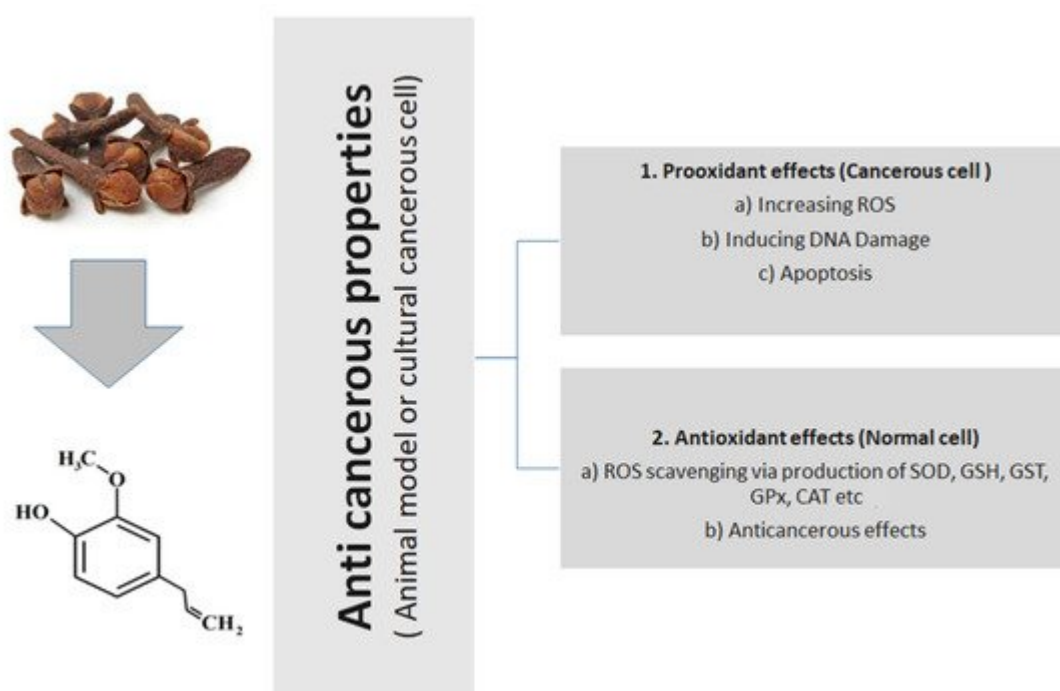 Anti cancerous properties
( Animal model or cultural cancerous cell)
1. Prooxidant effects (Cancerous cell )
a) Increasing ROS
b) Inducing DNA Damage
c) Apoptosis
2. Antioxidant effects (Normal cell)
a) ROS scavenging via production of SOD, GSH, GST,
GPx, CAT etc
b) Anticancerous effects
H₃C
O
HO
CH₂